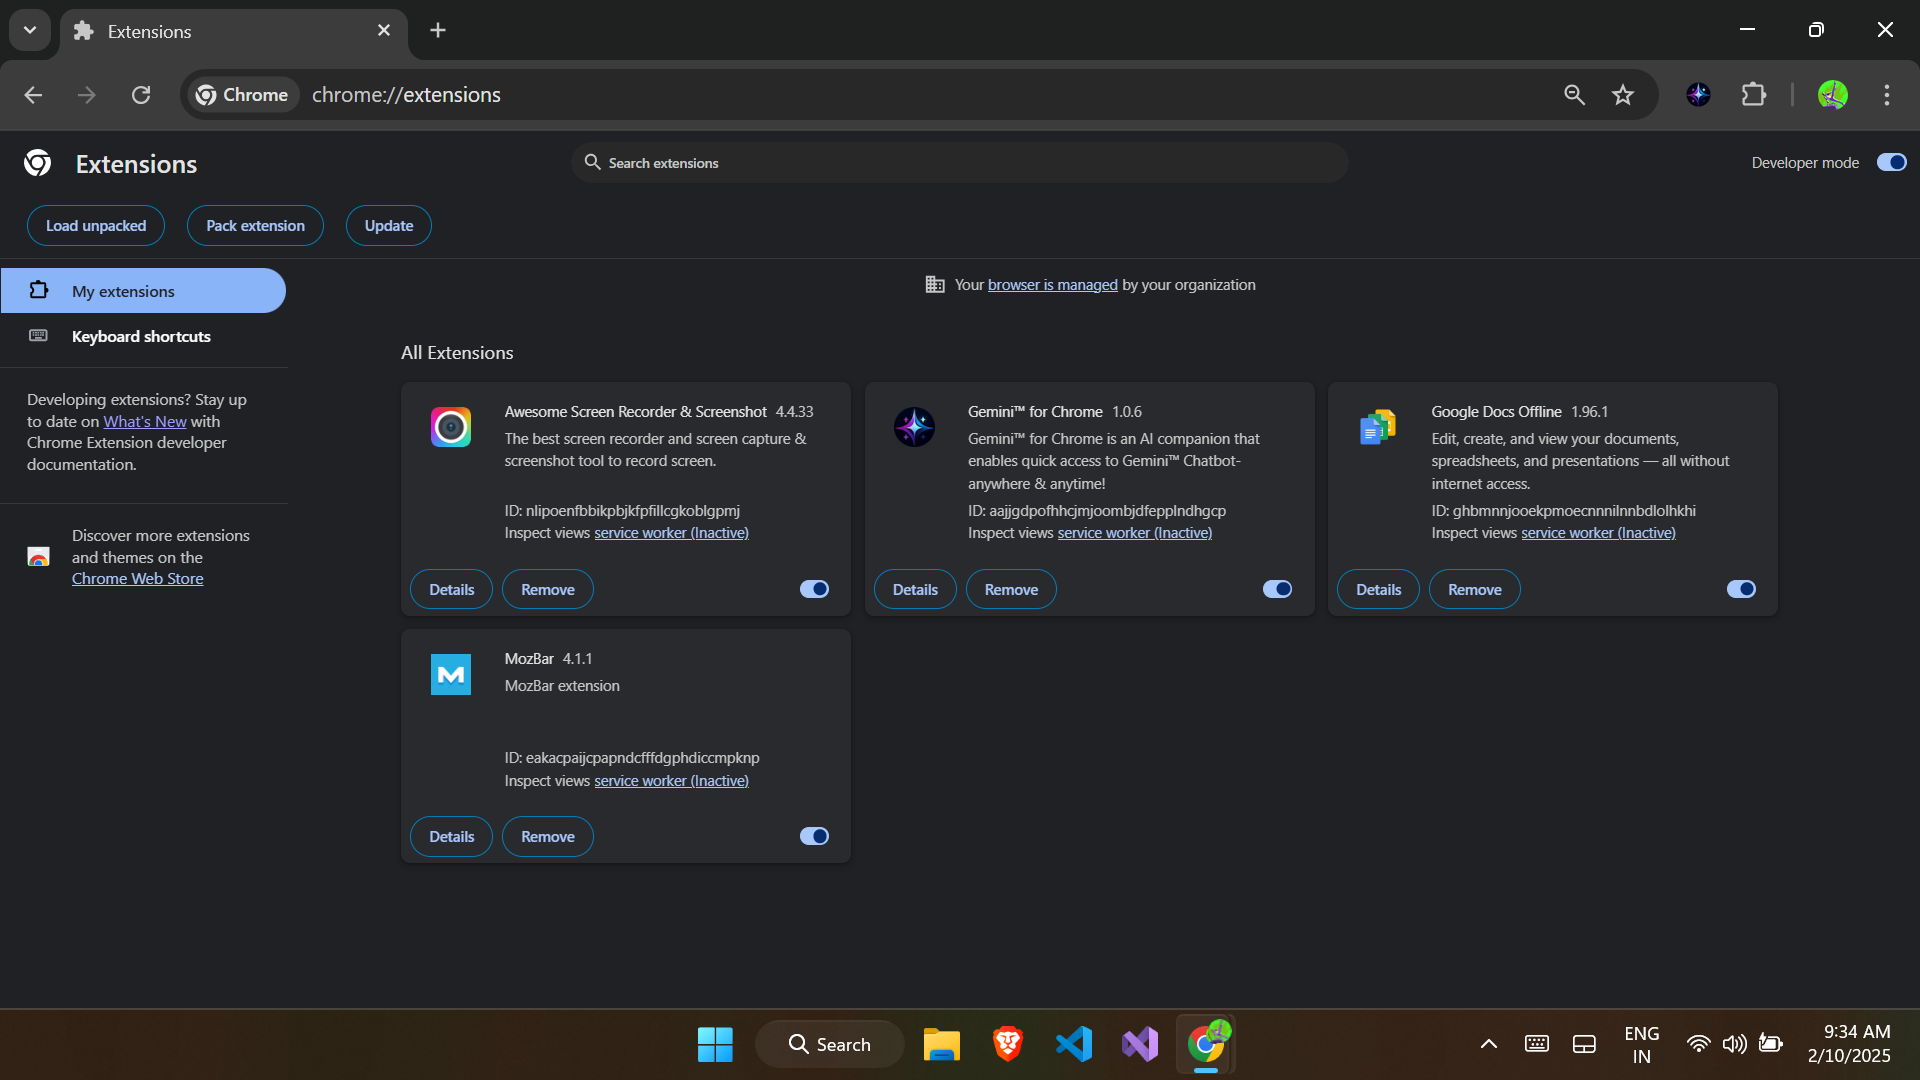 Extensions
Chrome
chrome://extensions
Extensions
Search extensions
Developer mode
Load unpacked
Pack extension
Update
My extensions
Keyboard shortcuts
Developing extensions? Stay up
to date on What's New with
Chrome Extension developer
documentation.
Discover more extensions
and themes on the
Chrome Web Store
Your browser is managed by your organization
All Extensions
Awesome Screen Recorder & Screenshot 4.4.33
The best screen recorder and screen capture &
screenshot tool to record screen.
ID: nlipoenfbbikpbjkfpfillcgkoblgpmj
Inspect views service worker (Inactive)
Details
Remove
Gemini™ for Chrome 1.0.6
Gemini™ for Chrome is an AI companion that
enables quick access to Gemini™ Chatbot-
anywhere & anytime!
ID: aajjgdpofhhcjmjoombjdfepplndhgcp
Inspect views service worker (Inactive)
Details
Remove
Google Docs Offline 1.96.1
Edit, create, and view your documents,
spreadsheets, and presentations — all without
internet access.
ID: ghbmnnjooekpmoecnnnilnnbdlolhkhi
Inspect views service worker (Inactive)
Details
Remove
M
MozBar 4.1.1
MozBar extension
ID: eakacpaijcpapndcfffdgphdiccmpknp
Inspect views service worker (Inactive)
Details
Remove
Search
ENG
IN
9:34 AM
2/10/2025